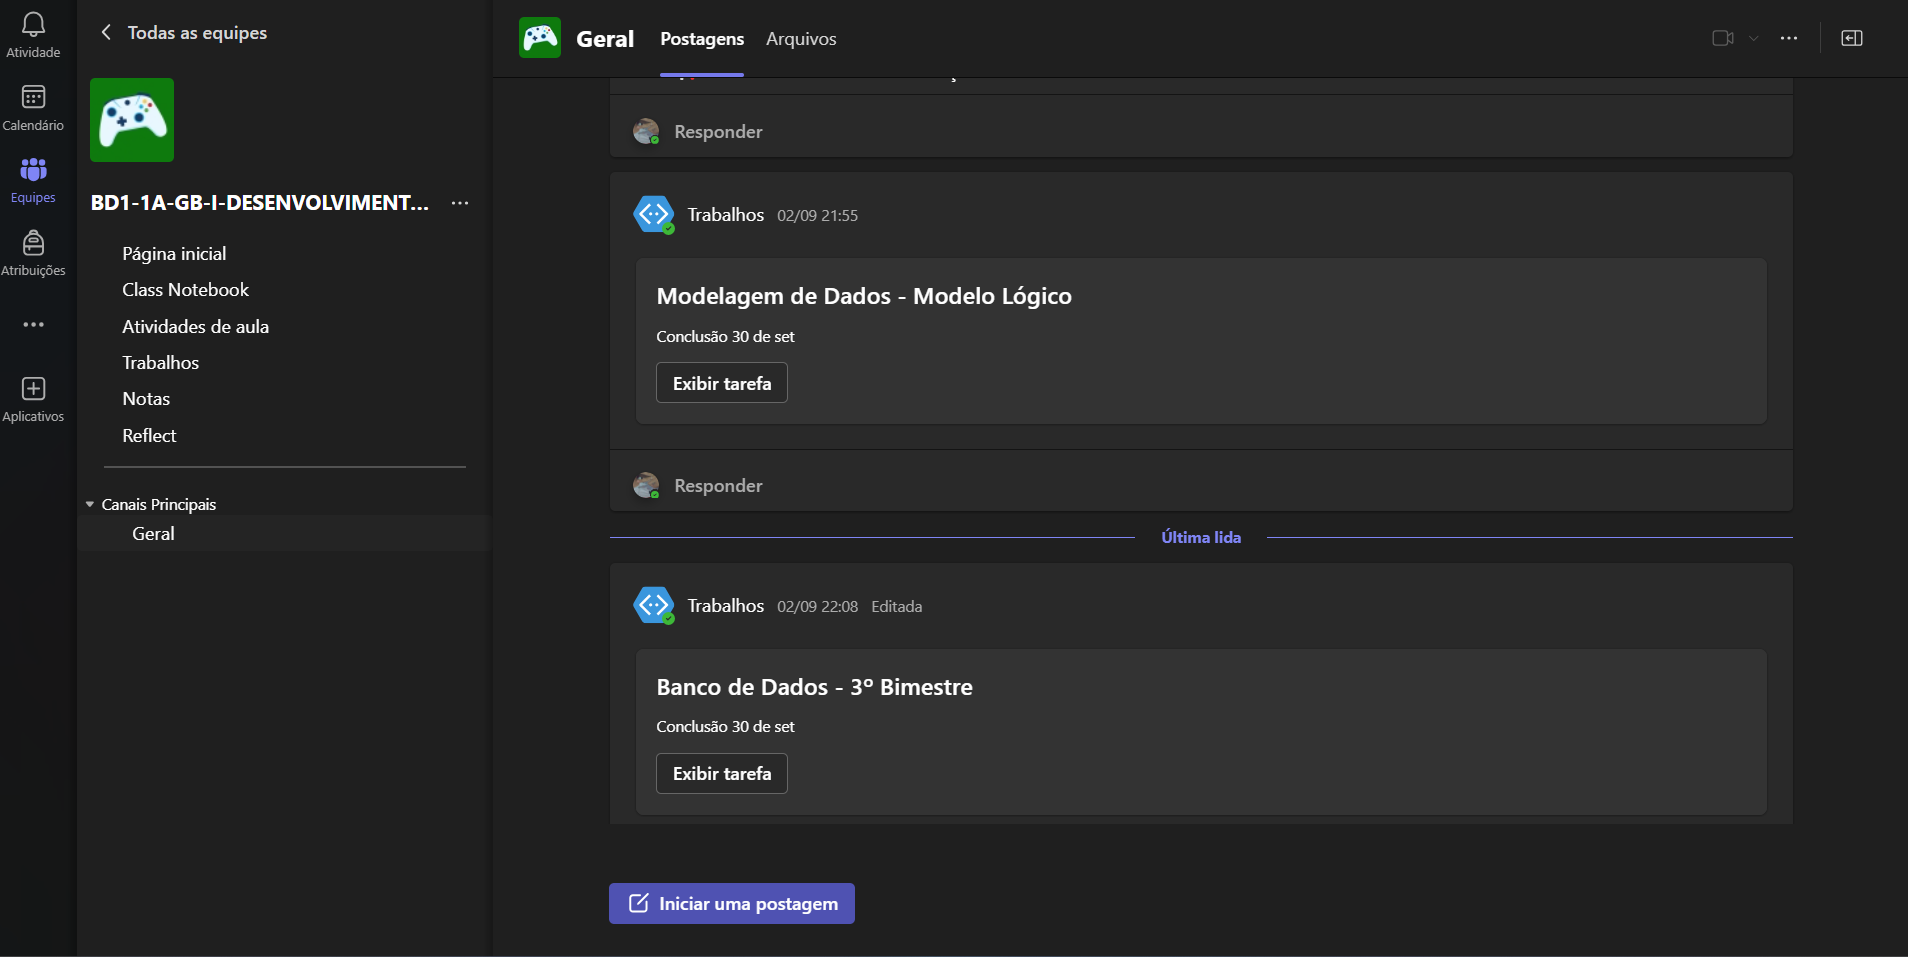 Atividade
Calendário
Equipes
Atribuições
Aplicativos
Todas as equipes
BD1-1A-GB-I-DESENVOLVIMENT...
Página inicial
Class Notebook
Atividades de aula
Trabalhos
Notas
Reflect
Canais Principais
Geral
Geral Postagens Arquivos
Responder
Trabalhos 02/09 21:55
Modelagem de Dados - Modelo Lógico
Conclusão 30 de set
Exibir tarefa
Responder
Última lida
Trabalhos 02/09 22:08 Editada
Banco de Dados - 3º Bimestre
Conclusão 30 de set
Exibir tarefa
Iniciar uma postagem